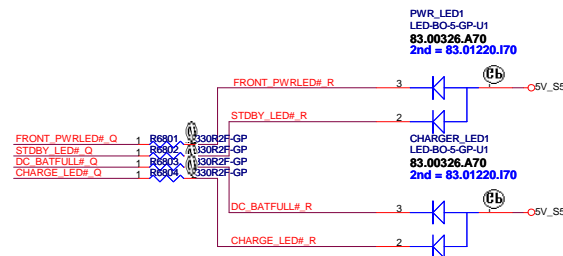 PWR_LED1
LED-BO-5-GP-U1
83.00326.A70
2nd = 83.01220.I70
FRONT_PWRLED#_R
3
5V_S5
STDBY_LED#_R
2
FRONT_PWRLED#_Q
1
R6801
330R2F-GP
STDBY_LED#_Q
1
R6802
330R2F-GP
DC_BATFULL#_Q
1
R6803
330R2F-GP
CHARGE_LED#_Q
1
R6804
330R2F-GP
CHARGER_LED1
LED-BO-5-GP-U1
83.00326.A70
2nd = 83.01220.I70
DC_BATFULL#_R
3
5V_S5
CHARGE_LED#_R
2